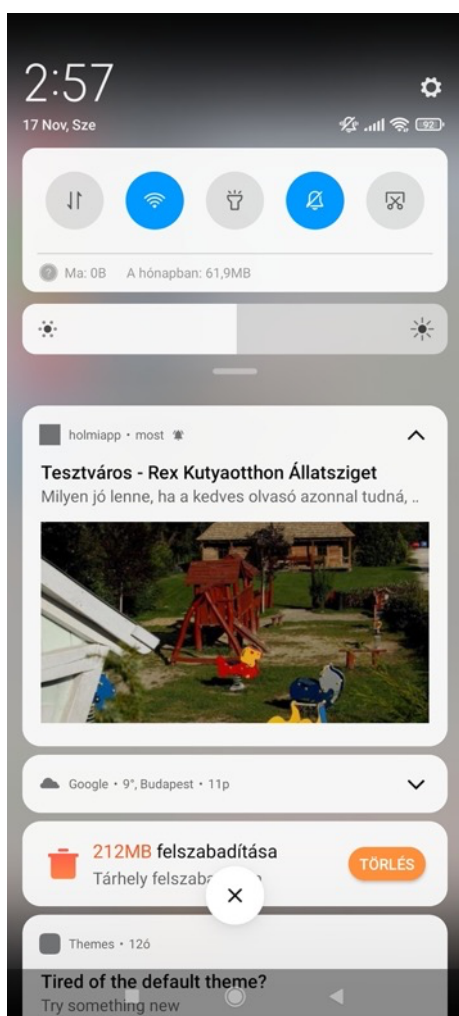 2:57
17 Nov, Sze
92
Ma: 0B A hónapban: 61,9MB
holmiapp • most
Tesztváros - Rex Kutyaotthon Állatsziget
Milyen jó lenne, ha a kedves olvasó azonnal tudná, ..
Google • 9°, Budapest • 11p
212MB felszabadítása
TÖRLÉS
Tárhely
Themes • 12ó
Tired of the default theme?
Try something new